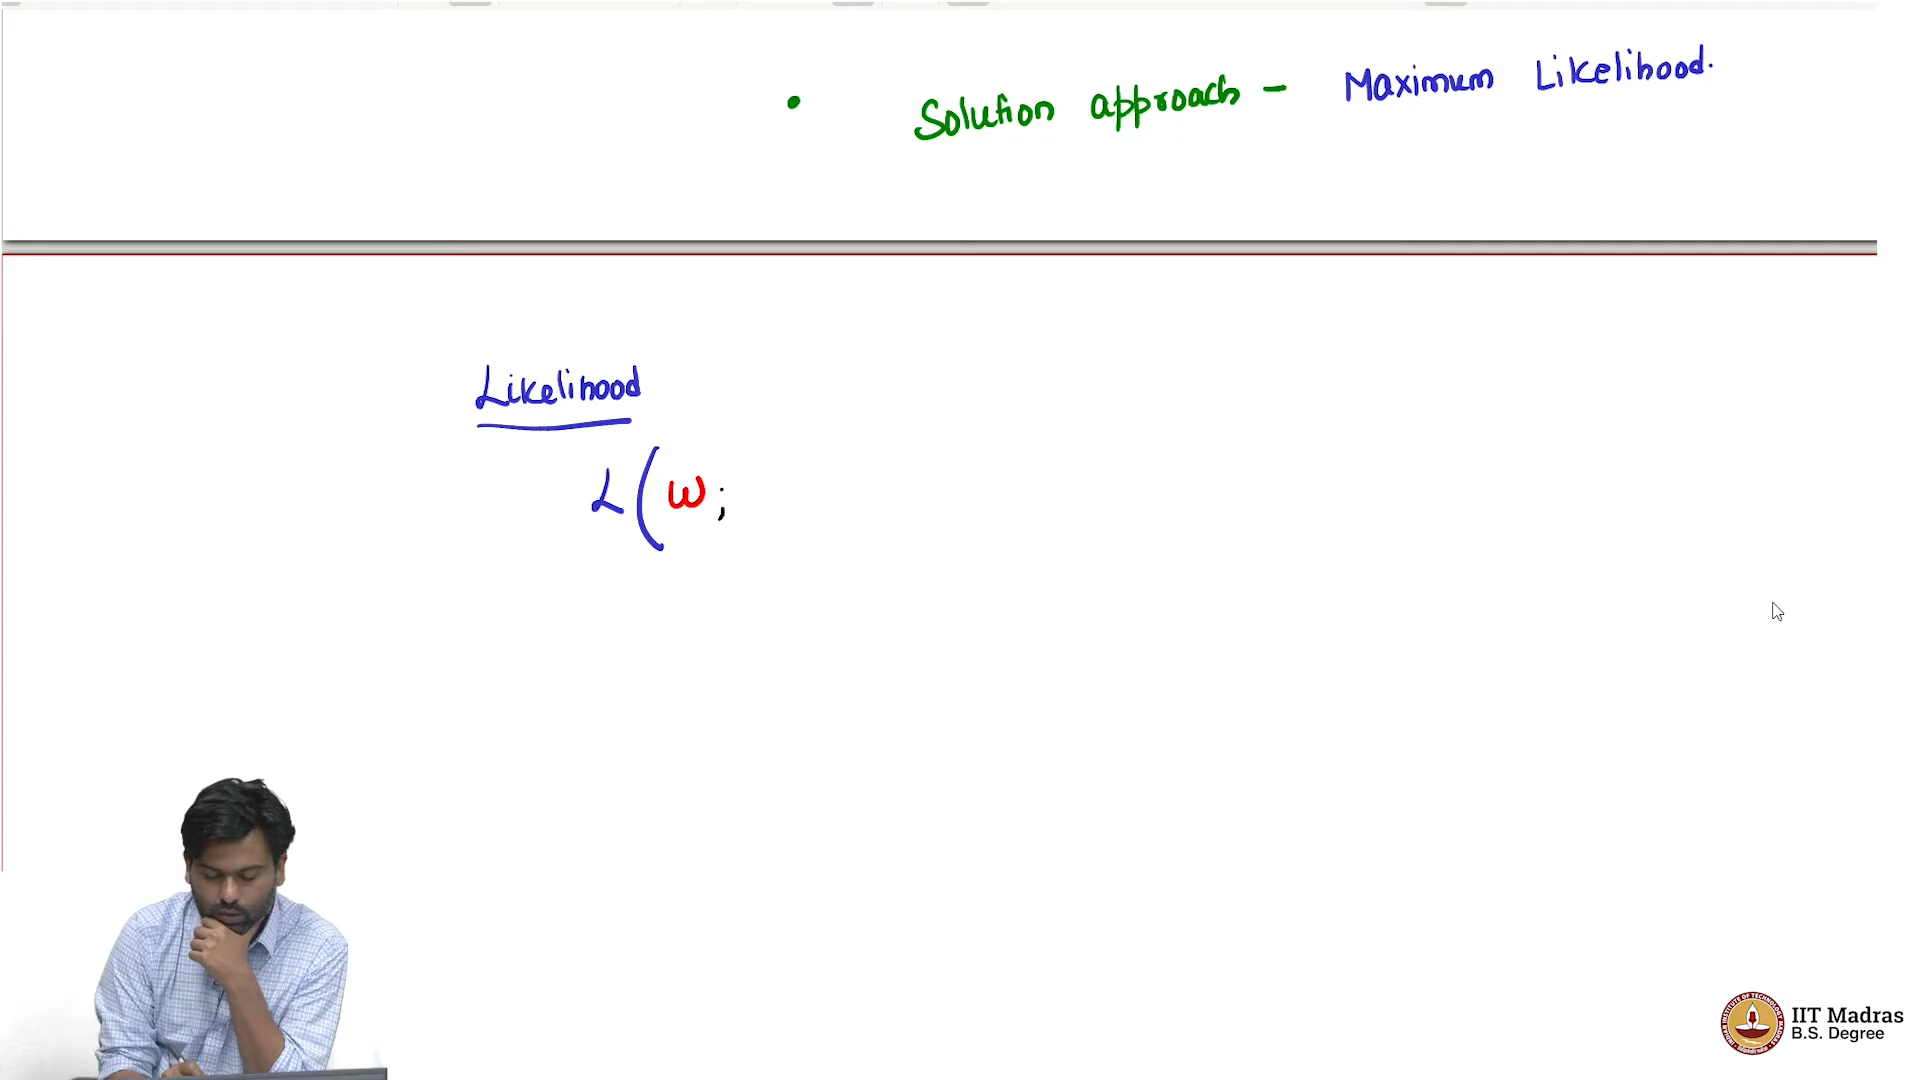 • Solution approach - Maximum Likelihood.
Likelihood
L(w;
IIT Madras
B.S. Degree